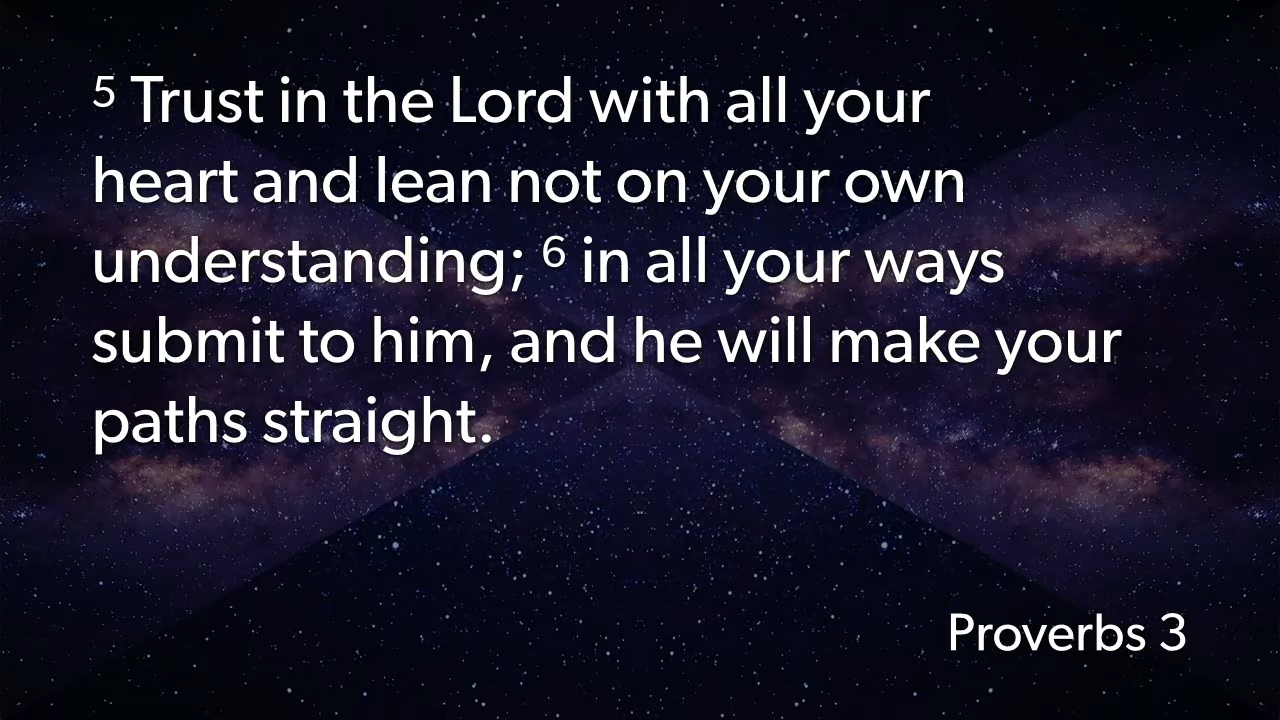 ⁵ Trust in the Lord with all your
heart and lean not on your own
understanding; ⁶ in all your ways
submit to him, and he will make your
paths straight.
Proverbs 3